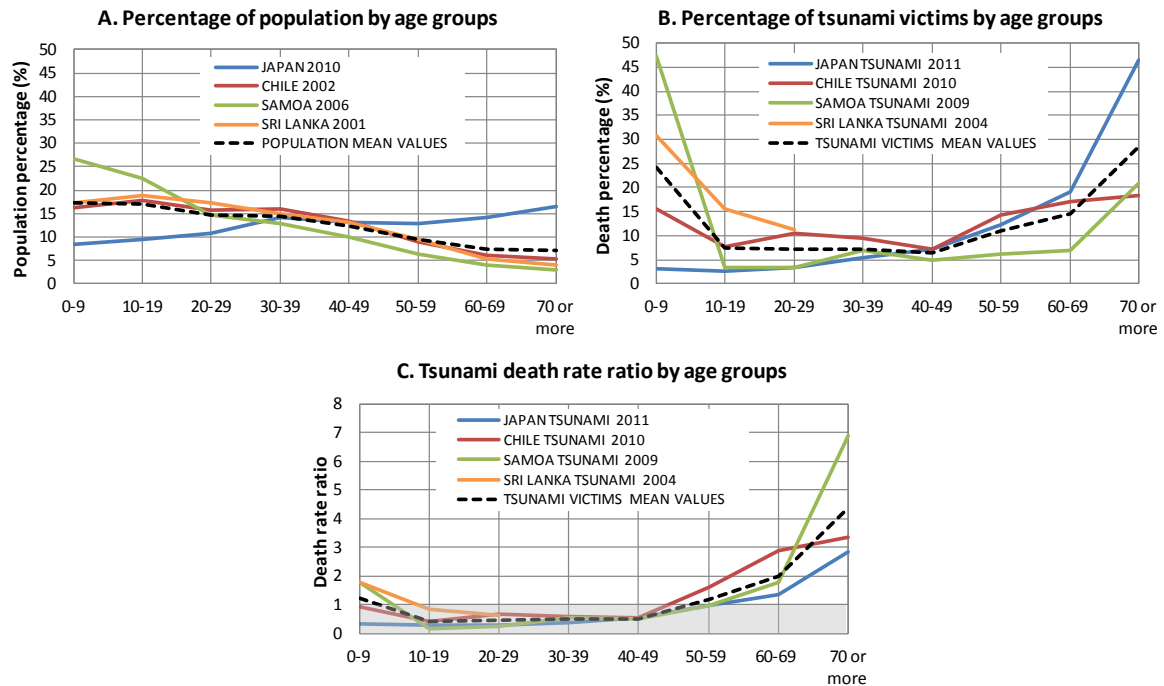 A. Percentage of population by age groups
Population percentage (%)
50
45
40
35
30
25
20
15
10
5
0
JAPAN 2010
CHILE 2002
SAMOA 2006
SRI LANKA 2001
POPULATION MEAN VALUES
0-9 10-19 20-29 30-39 40-49 50-59 60-69 70 or
more
B. Percentage of tsunami victims by age groups
Death percentage (%)
50
45
40
35
30
25
20
15
10
5
0
JAPAN TSUNAMI 2011
CHILE TSUNAMI 2010
SAMOA TSUNAMI 2009
SRI LANKA TSUNAMI 2004
TSUNAMI VICTIMS MEAN VALUES
0-9 10-19 20-29 30-39 40-49 50-59 60-69 70 or
more
C. Tsunami death rate ratio by age groups
Death rate ratio
8
7
6
5
4
3
2
1
0
JAPAN TSUNAMI 2011
CHILE TSUNAMI 2010
SAMOA TSUNAMI 2009
SRI LANKA TSUNAMI 2004
TSUNAMI VICTIMS MEAN VALUES
0-9 10-19 20-29 30-39 40-49 50-59 60-69 70 or
more